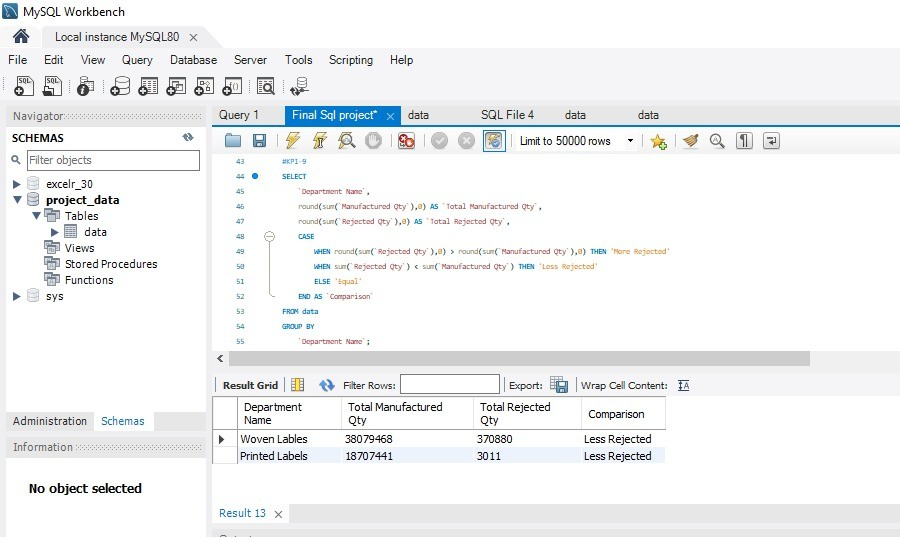 MySQL Workbench
Local instance MySQL80
File Edit View Query Database Server Tools Scripting Help
Navigator
SCHEMAS
Filter objects
excelr_30
project_data
Tables
data
Views
Stored Procedures
Functions
sys
Administration Schemas
Information
No object selected
Query 1 Final Sql project* data SQL File 4 data data
Limit to 50000 rows
43 #KPI-9
44 SELECT
45 `Department Name`,
46 round(sum(`Manufactured Qty`),0) AS `Total Manufactured Qty`,
47 round(sum(`Rejected Qty`),0) AS `Total Rejected Qty`,
48 CASE
49 WHEN round(sum(`Rejected Qty`),0) > round(sum(`Manufactured Qty`),0) THEN 'More Rejected'
50 WHEN sum(`Rejected Qty`) < sum(`Manufactured Qty`) THEN 'Less Rejected'
51 ELSE 'Equal'
52 END AS `Comparison`
53 FROM data
54 GROUP BY
55 `Department Name`;
Result Grid Filter Rows: Export: Wrap Cell Content:
Department Name Total Manufactured Qty Total Rejected Qty Comparison
Woven Lables 38079468 370880 Less Rejected
Printed Labels 18707441 3011 Less Rejected
Result 13